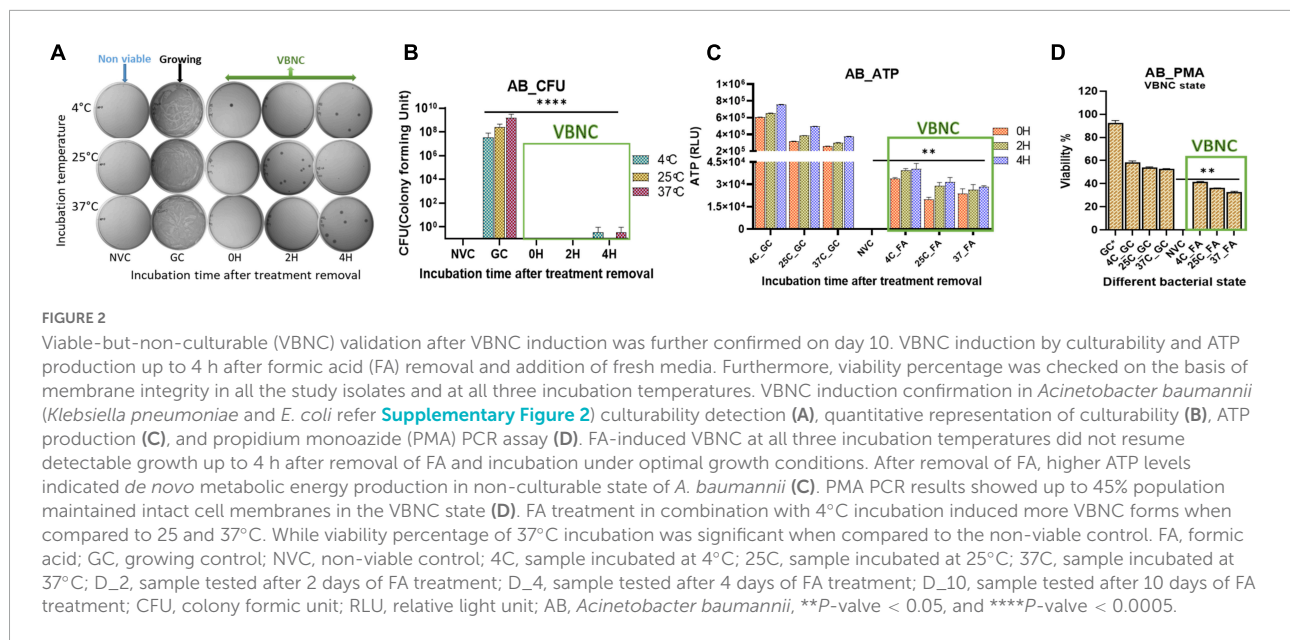 A
Non viable
Growing
VBNC
4°C
25°C
37°C
Incubation temperature
NVC GC 0H 2H 4H
Incubation time after treatment removal
B
AB_CFU
CFU(Colony forming Unit)
10^10
10^8
10^6
10^4
10^2
10^0
****
VBNC
4°C
25°C
37°C
NVC GC 0H 2H 4H
Incubation time after treatment removal
C
AB_ATP
ATP (RLU)
1×10^6
8×10^5
6×10^5
4×10^5
2×10^5
4.5×10^4
3×10^4
1.5×10^4
VBNC
**
0H
2H
4H
4C_GC 25C_GC 37C_GC NVC 4C_FA 25C_FA 37_FA
Incubation time after treatment removal
D
AB_PMA
VBNC state
Viability %
120
100
80
60
40
20
0
VBNC
**
GC* 4C_GC 25C_GC 37C_GC NVC 4C_FA 25C_FA 37_FA
Different bacterial state
FIGURE 2
Viable-but-non-culturable (VBNC) validation after VBNC induction was further confirmed on day 10. VBNC induction by culturability and ATP
production up to 4 h after formic acid (FA) removal and addition of fresh media. Furthermore, viability percentage was checked on the basis of
membrane integrity in all the study isolates and at all three incubation temperatures. VBNC induction confirmation in Acinetobacter baumannii
(Klebsiella pneumoniae and E. coli refer Supplementary Figure 2) culturability detection (A), quantitative representation of culturability (B), ATP
production (C), and propidium monoazide (PMA) PCR assay (D). FA-induced VBNC at all three incubation temperatures did not resume
detectable growth up to 4 h after removal of FA and incubation under optimal growth conditions. After removal of FA, higher ATP levels
indicated de novo metabolic energy production in non-culturable state of A. baumannii (C). PMA PCR results showed up to 45% population
maintained intact cell membranes in the VBNC state (D). FA treatment in combination with 4°C incubation induced more VBNC forms when
compared to 25 and 37°C. While viability percentage of 37°C incubation was significant when compared to the non-viable control. FA, formic
acid; GC, growing control; NVC, non-viable control; 4C, sample incubated at 4°C; 25C, sample incubated at 25°C; 37C, sample incubated at
37°C; D_2, sample tested after 2 days of FA treatment; D_4, sample tested after 4 days of FA treatment; D_10, sample tested after 10 days of FA
treatment; CFU, colony formic unit; RLU, relative light unit; AB, Acinetobacter baumannii, **P-valve < 0.05, and ****P-valve < 0.0005.